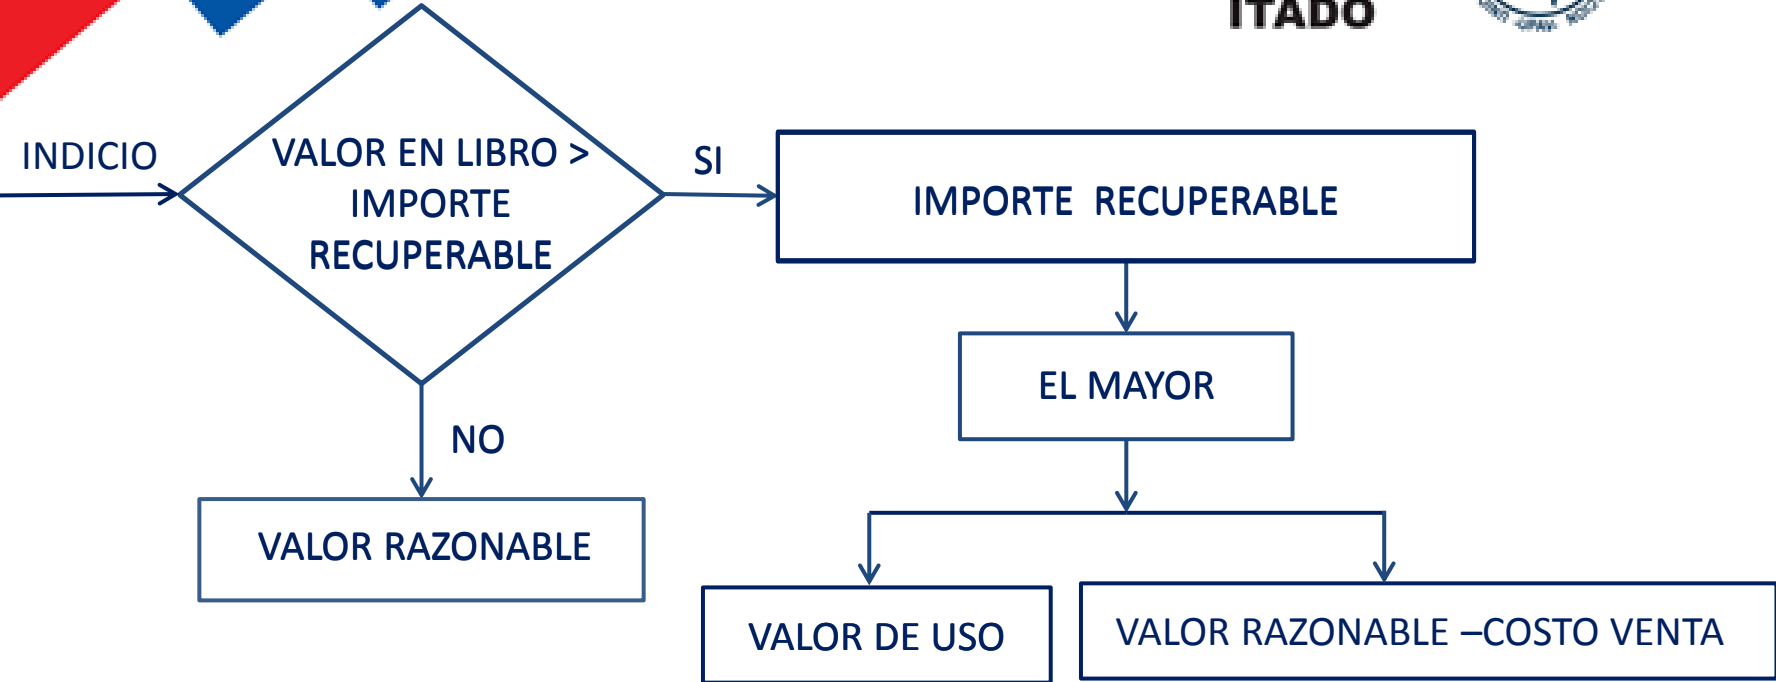 ITADO
INDICIO
VALOR EN LIBRO >
IMPORTE
RECUPERABLE
SI
IMPORTE RECUPERABLE
EL MAYOR
NO
VALOR RAZONABLE
VALOR DE USO
VALOR RAZONABLE –COSTO VENTA